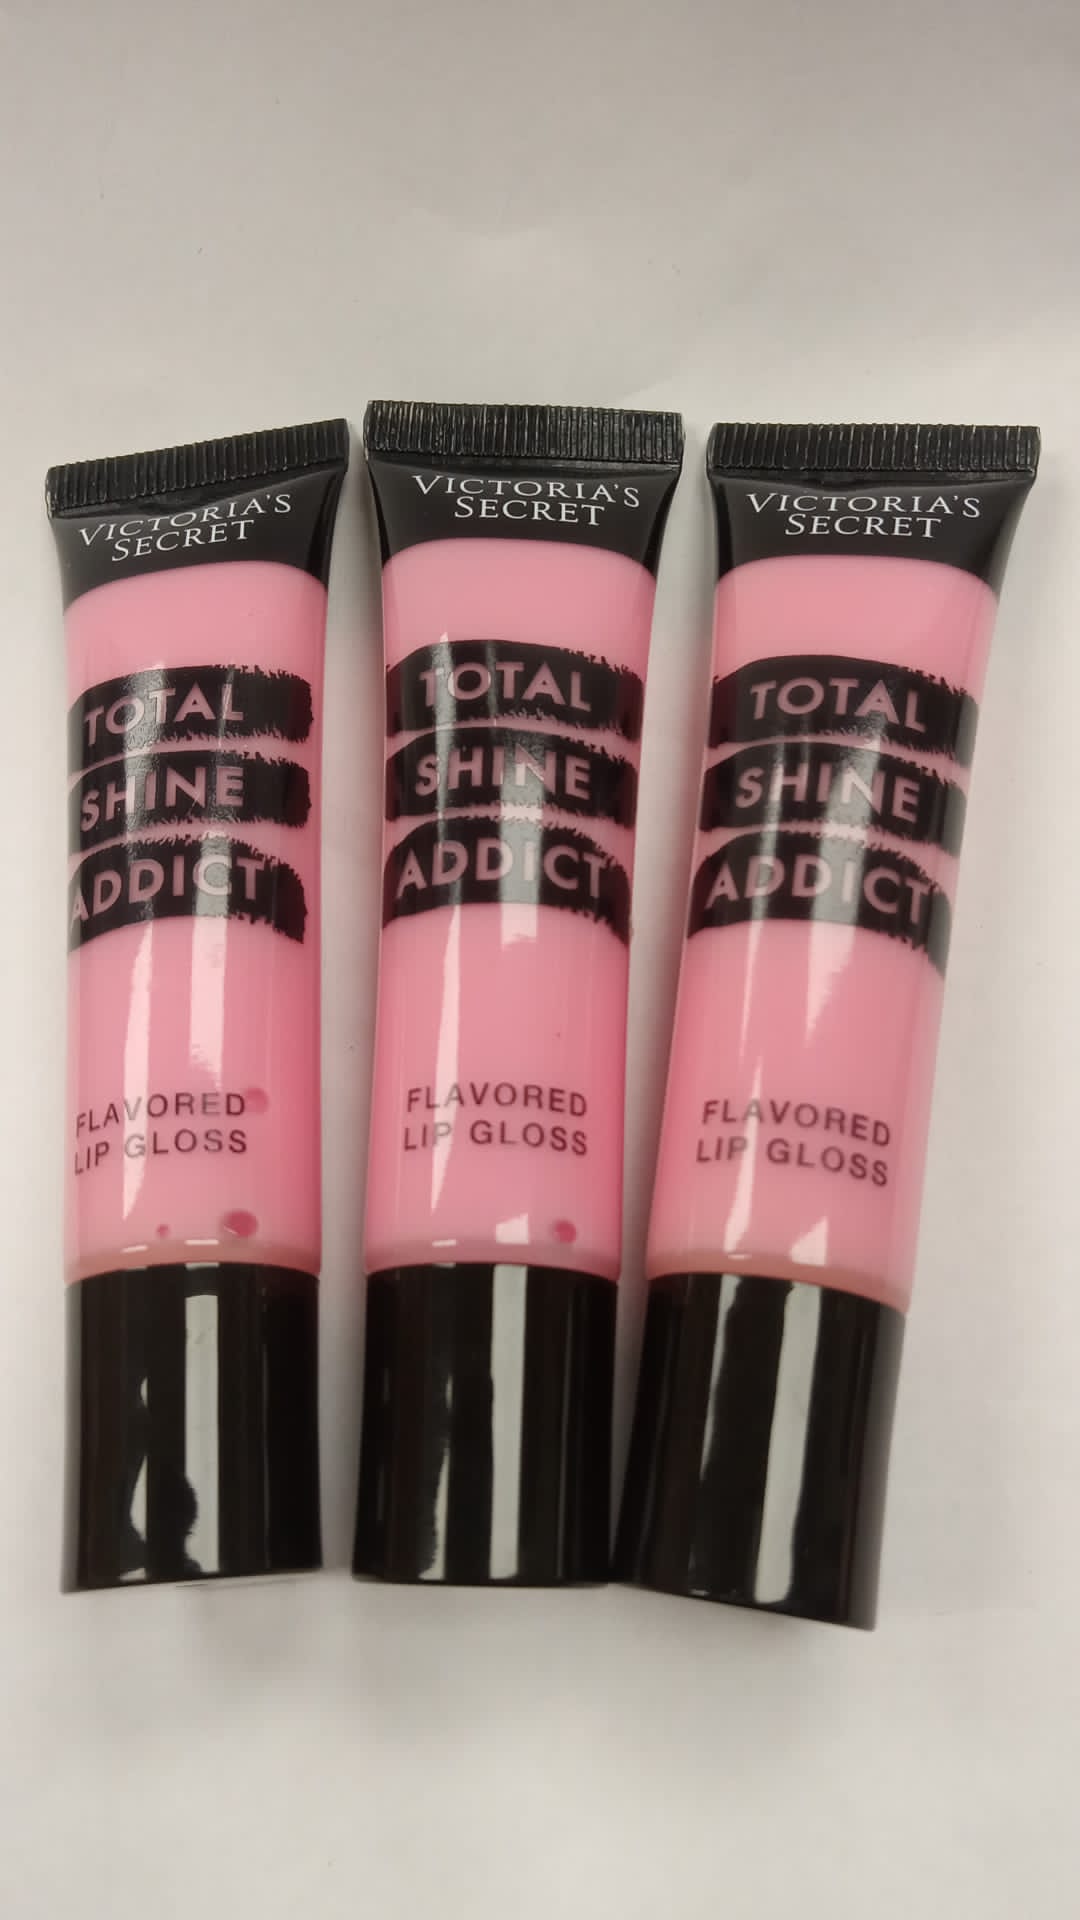 VICTORIA'S
SECRET
TOTAL
SHINE
ADDICT
FLAVORED
LIP GLOSS
VICTORIA'S
SECRET
TOTAL
SHINE
ADDICT
FLAVORED
LIP GLOSS
VICTORIA'S
SECRET
TOTAL
SHINE
ADDICT
FLAVORED
LIP GLOSS